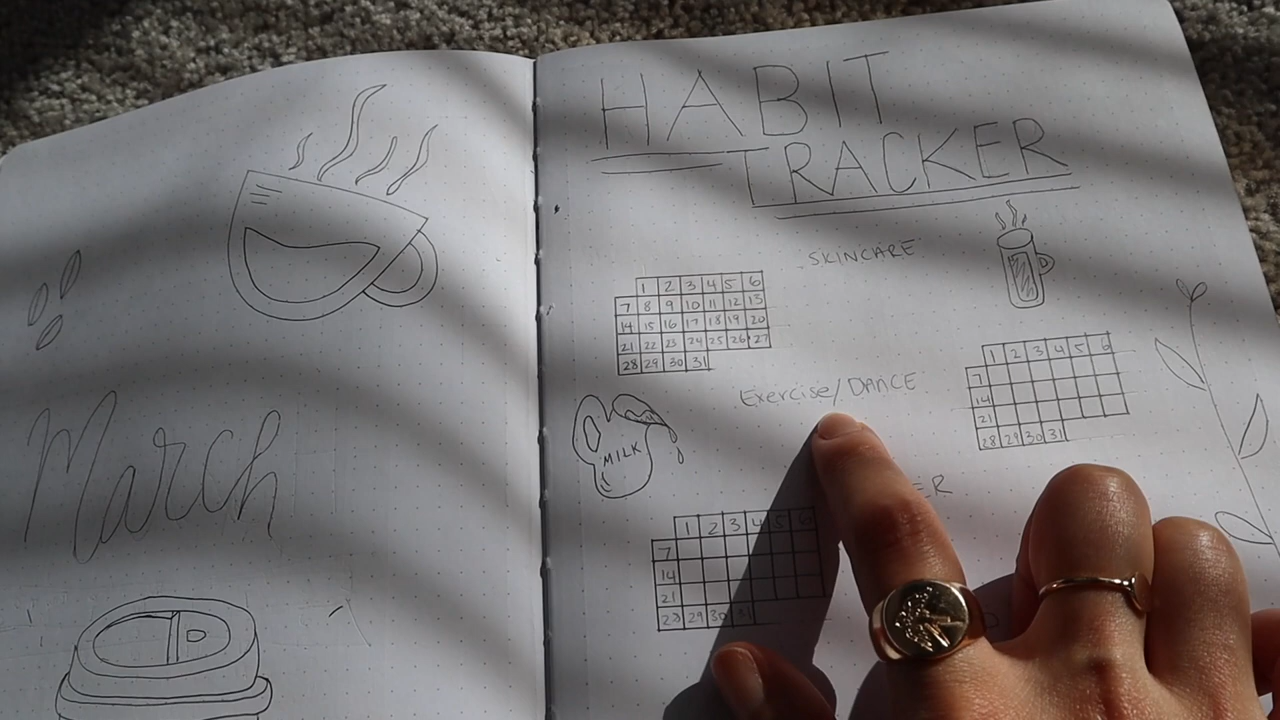 March
HABIT
TRACKER
SKINCARE
1 2 3 4 5 6
7 8 9 10 11 12 13
14 15 16 17 18 19 20
21 22 23 24 25 26 27
28 29 30 31
Exercise/DANCE
1 2 3 4 5 6
7
14
21
28 29 30 31
MILK
1 2 3 4 5 6
7
14
21
28 29 30 31